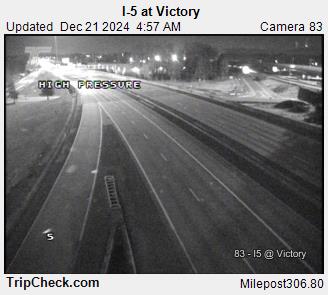 I-5 at Victory
Updated Dec 21 2024 4:57 AM Camera 83
HIGH PRESSURE
S
83 - I5 @ Victory
TripCheck.com Milepost306.80